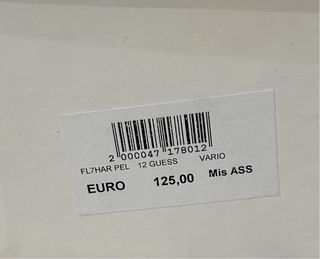 2 000047 178012
FL7HAR PEL 12 GUESS VARIO
EURO 125,00 Mis ASS